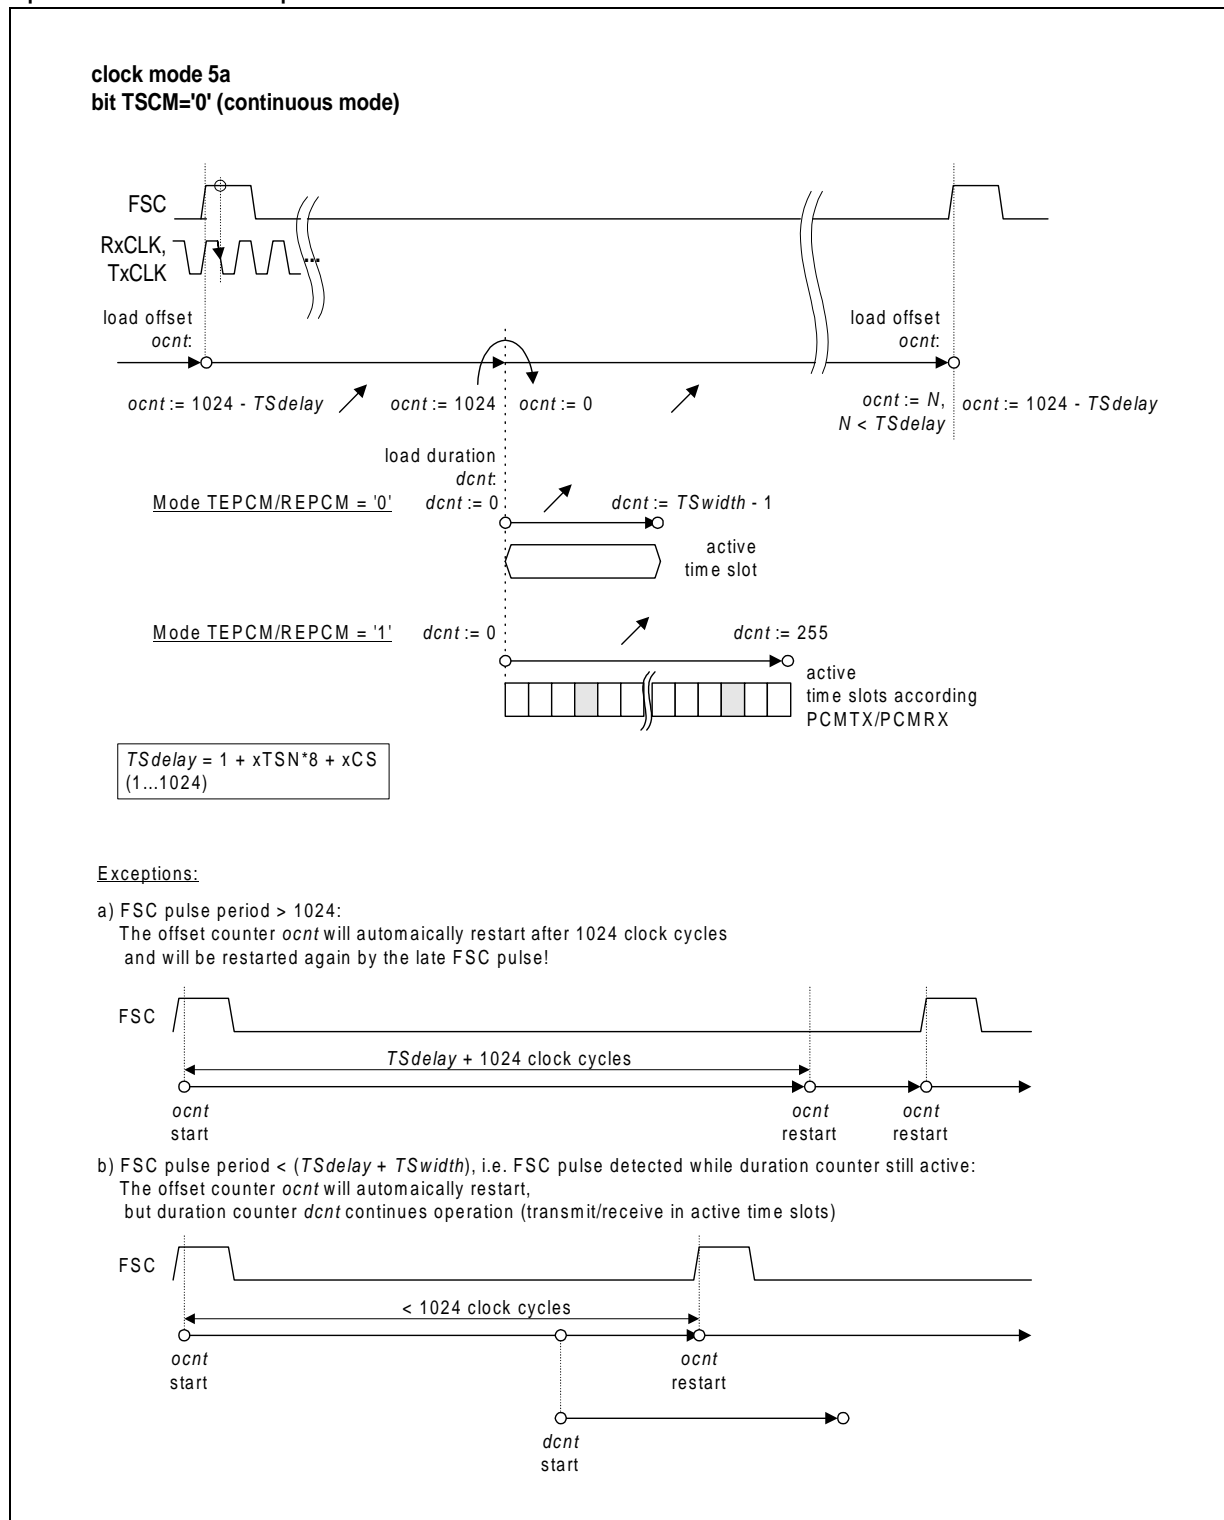 clock mode 5a
bit TSCM='0' (continuous mode)
FSC
RxCLK,
TxCLK
...
load offset
ocnt:
load offset
ocnt:
ocnt := 1024 - TSdelay
ocnt := 1024
ocnt := 0
ocnt := N,
N < TSdelay
ocnt := 1024 - TSdelay
load duration
dcnt:
Mode TEPCM/REPCM = '0'
dcnt := 0
dcnt := TSwidth - 1
active
time slot
Mode TEPCM/REPCM = '1'
dcnt := 0
dcnt := 255
active
time slots according
PCMTX/PCMRX
TSdelay = 1 + xTSN*8 + xCS
(1...1024)
Exceptions:
a) FSC pulse period > 1024:
The offset counter ocnt will automaically restart after 1024 clock cycles
and will be restarted again by the late FSC pulse!
FSC
TSdelay + 1024 clock cycles
ocnt
start
ocnt
restart
ocnt
restart
b) FSC pulse period < (TSdelay + TSwidth), i.e. FSC pulse detected while duration counter still active:
The offset counter ocnt will automaically restart,
but duration counter dcnt continues operation (transmit/receive in active time slots)
FSC
< 1024 clock cycles
ocnt
start
ocnt
restart
dcnt
start